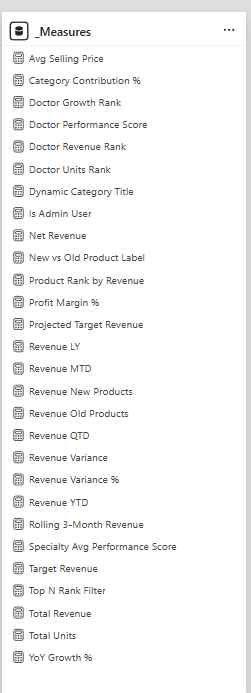 _Measures
Avg Selling Price
Category Contribution %
Doctor Growth Rank
Doctor Performance Score
Doctor Revenue Rank
Doctor Units Rank
Dynamic Category Title
Is Admin User
Net Revenue
New vs Old Product Label
Product Rank by Revenue
Profit Margin %
Projected Target Revenue
Revenue LY
Revenue MTD
Revenue New Products
Revenue Old Products
Revenue QTD
Revenue Variance
Revenue Variance %
Revenue YTD
Rolling 3-Month Revenue
Specialty Avg Performance Score
Target Revenue
Top N Rank Filter
Total Revenue
Total Units
YoY Growth %